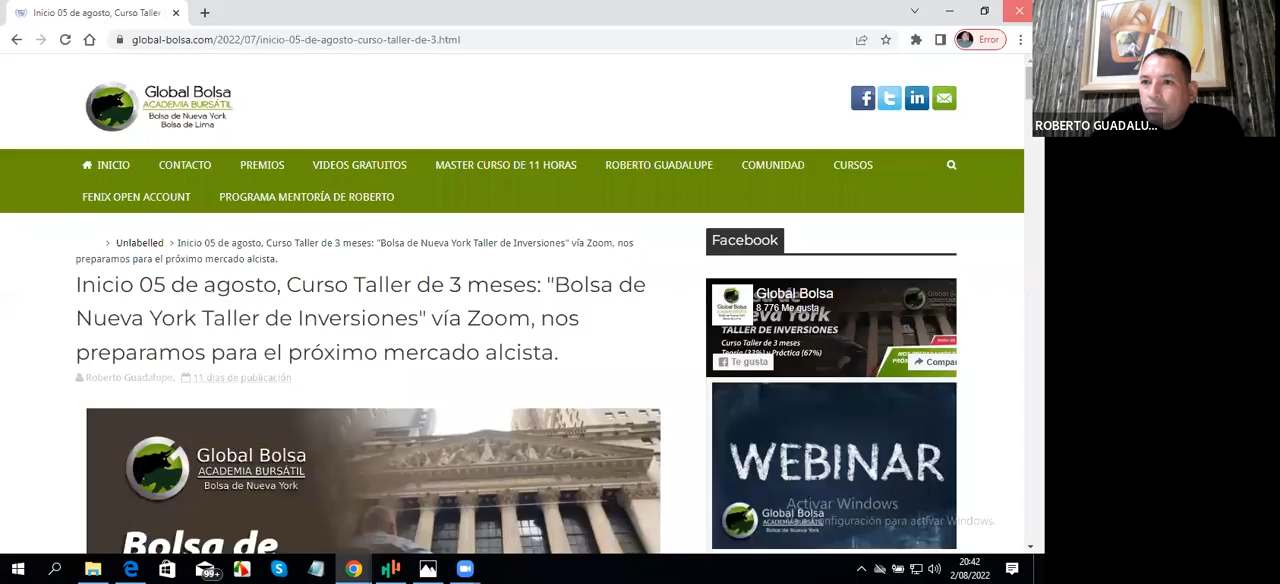 Inicio 05 de agosto, Curso Taller
global-bolsa.com/2022/07/inicio-05-de-agosto-curso-taller-de-3.html
Error
ROBERTO GUADALU...
Global Bolsa
ACADEMIA BURSÁTIL
Bolsa de Nueva York
Bolsa de Lima
INICIO CONTACTO PREMIOS VIDEOS GRATUITOS MASTER CURSO DE 11 HORAS ROBERTO GUADALUPE COMUNIDAD CURSOS
FENIX OPEN ACCOUNT PROGRAMA MENTORÍA DE ROBERTO
> Unlabelled > Inicio 05 de agosto, Curso Taller de 3 meses: "Bolsa de Nueva York Taller de Inversiones" vía Zoom, nos
preparamos para el próximo mercado alcista.
Inicio 05 de agosto, Curso Taller de 3 meses: "Bolsa de
Nueva York Taller de Inversiones" vía Zoom, nos
preparamos para el próximo mercado alcista.
Roberto Guadalupe. 11 días de publicación
Global Bolsa
ACADEMIA BURSÁTIL
Bolsa de Nueva York
Bolsa de
Facebook
Global Bolsa
8.776 Me gusta
eva York
TALLER DE INVERSIONES
Curso Taller de 3 meses
Teoría (33%) y Práctica (67%)
Te gusta
Compar
WEBINAR
Global Bolsa
ACADEMIA BURSÁTIL
Bolsa de Nueva York
Activar Windows
configuración para activar Windows.
99+
20:42
2/08/2022